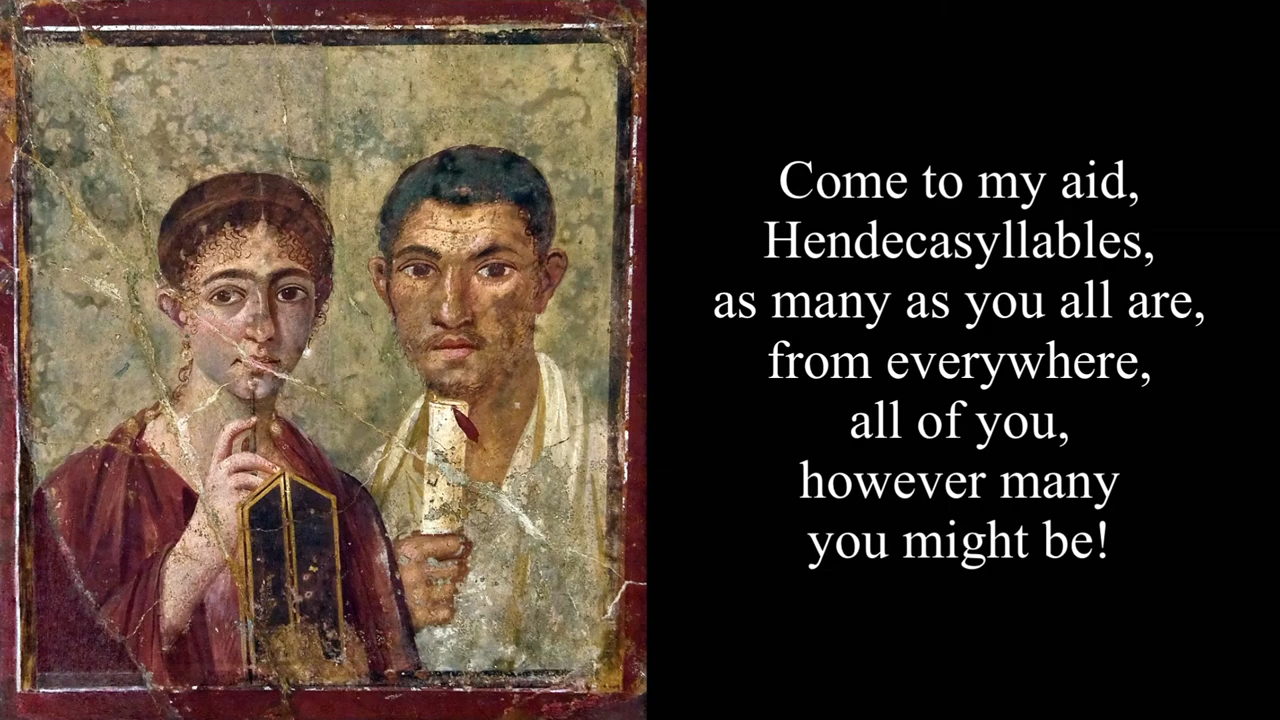 Come to my aid,
Hendecasyllables,
as many as you all are,
from everywhere,
all of you,
however many
you might be!